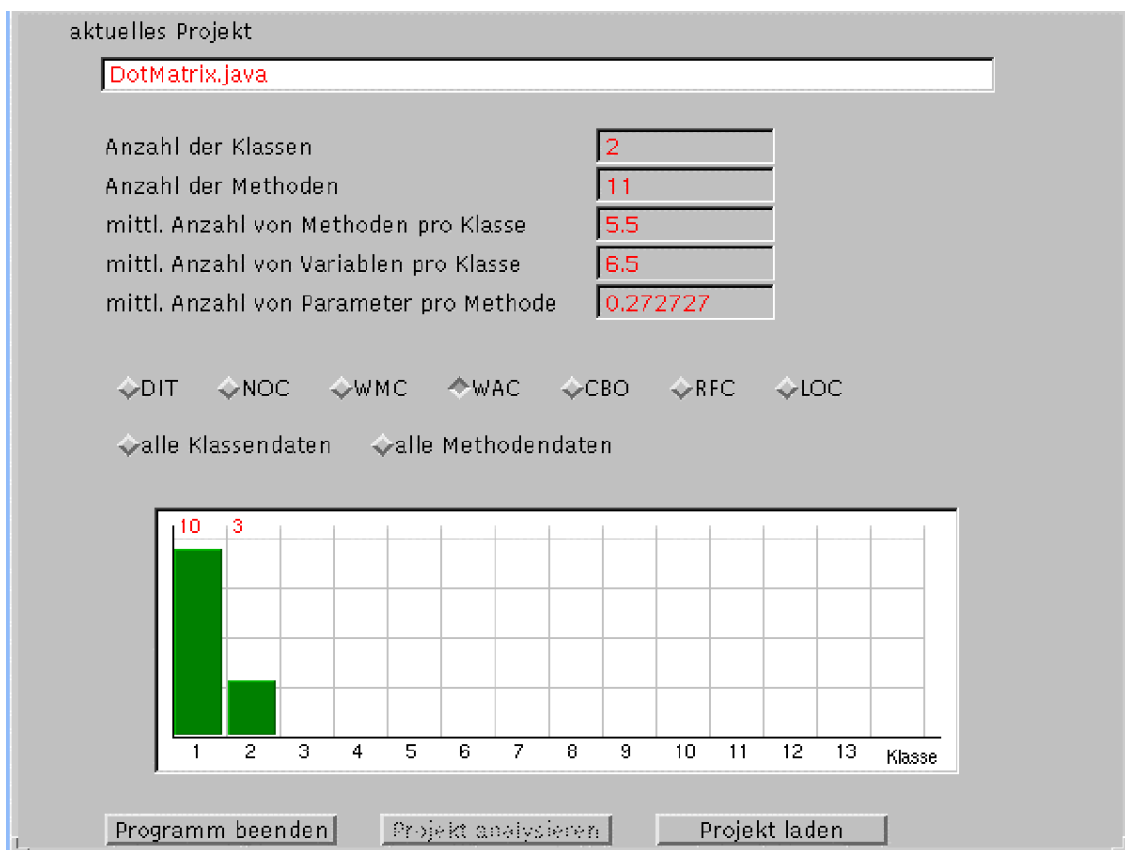 aktuelles Projekt
DotMatrix.java
Anzahl der Klassen 2
Anzahl der Methoden 11
mittl. Anzahl von Methoden pro Klasse 5.5
mittl. Anzahl von Variablen pro Klasse 6.5
mittl. Anzahl von Parameter pro Methode 0.272727
DIT NOC WMC WAC CBO RFC LOC
alle Klassendaten alle Methodendaten
10 3
1 2 3 4 5 6 7 8 9 10 11 12 13 Klasse
Programm beenden Projekt analysieren Projekt laden